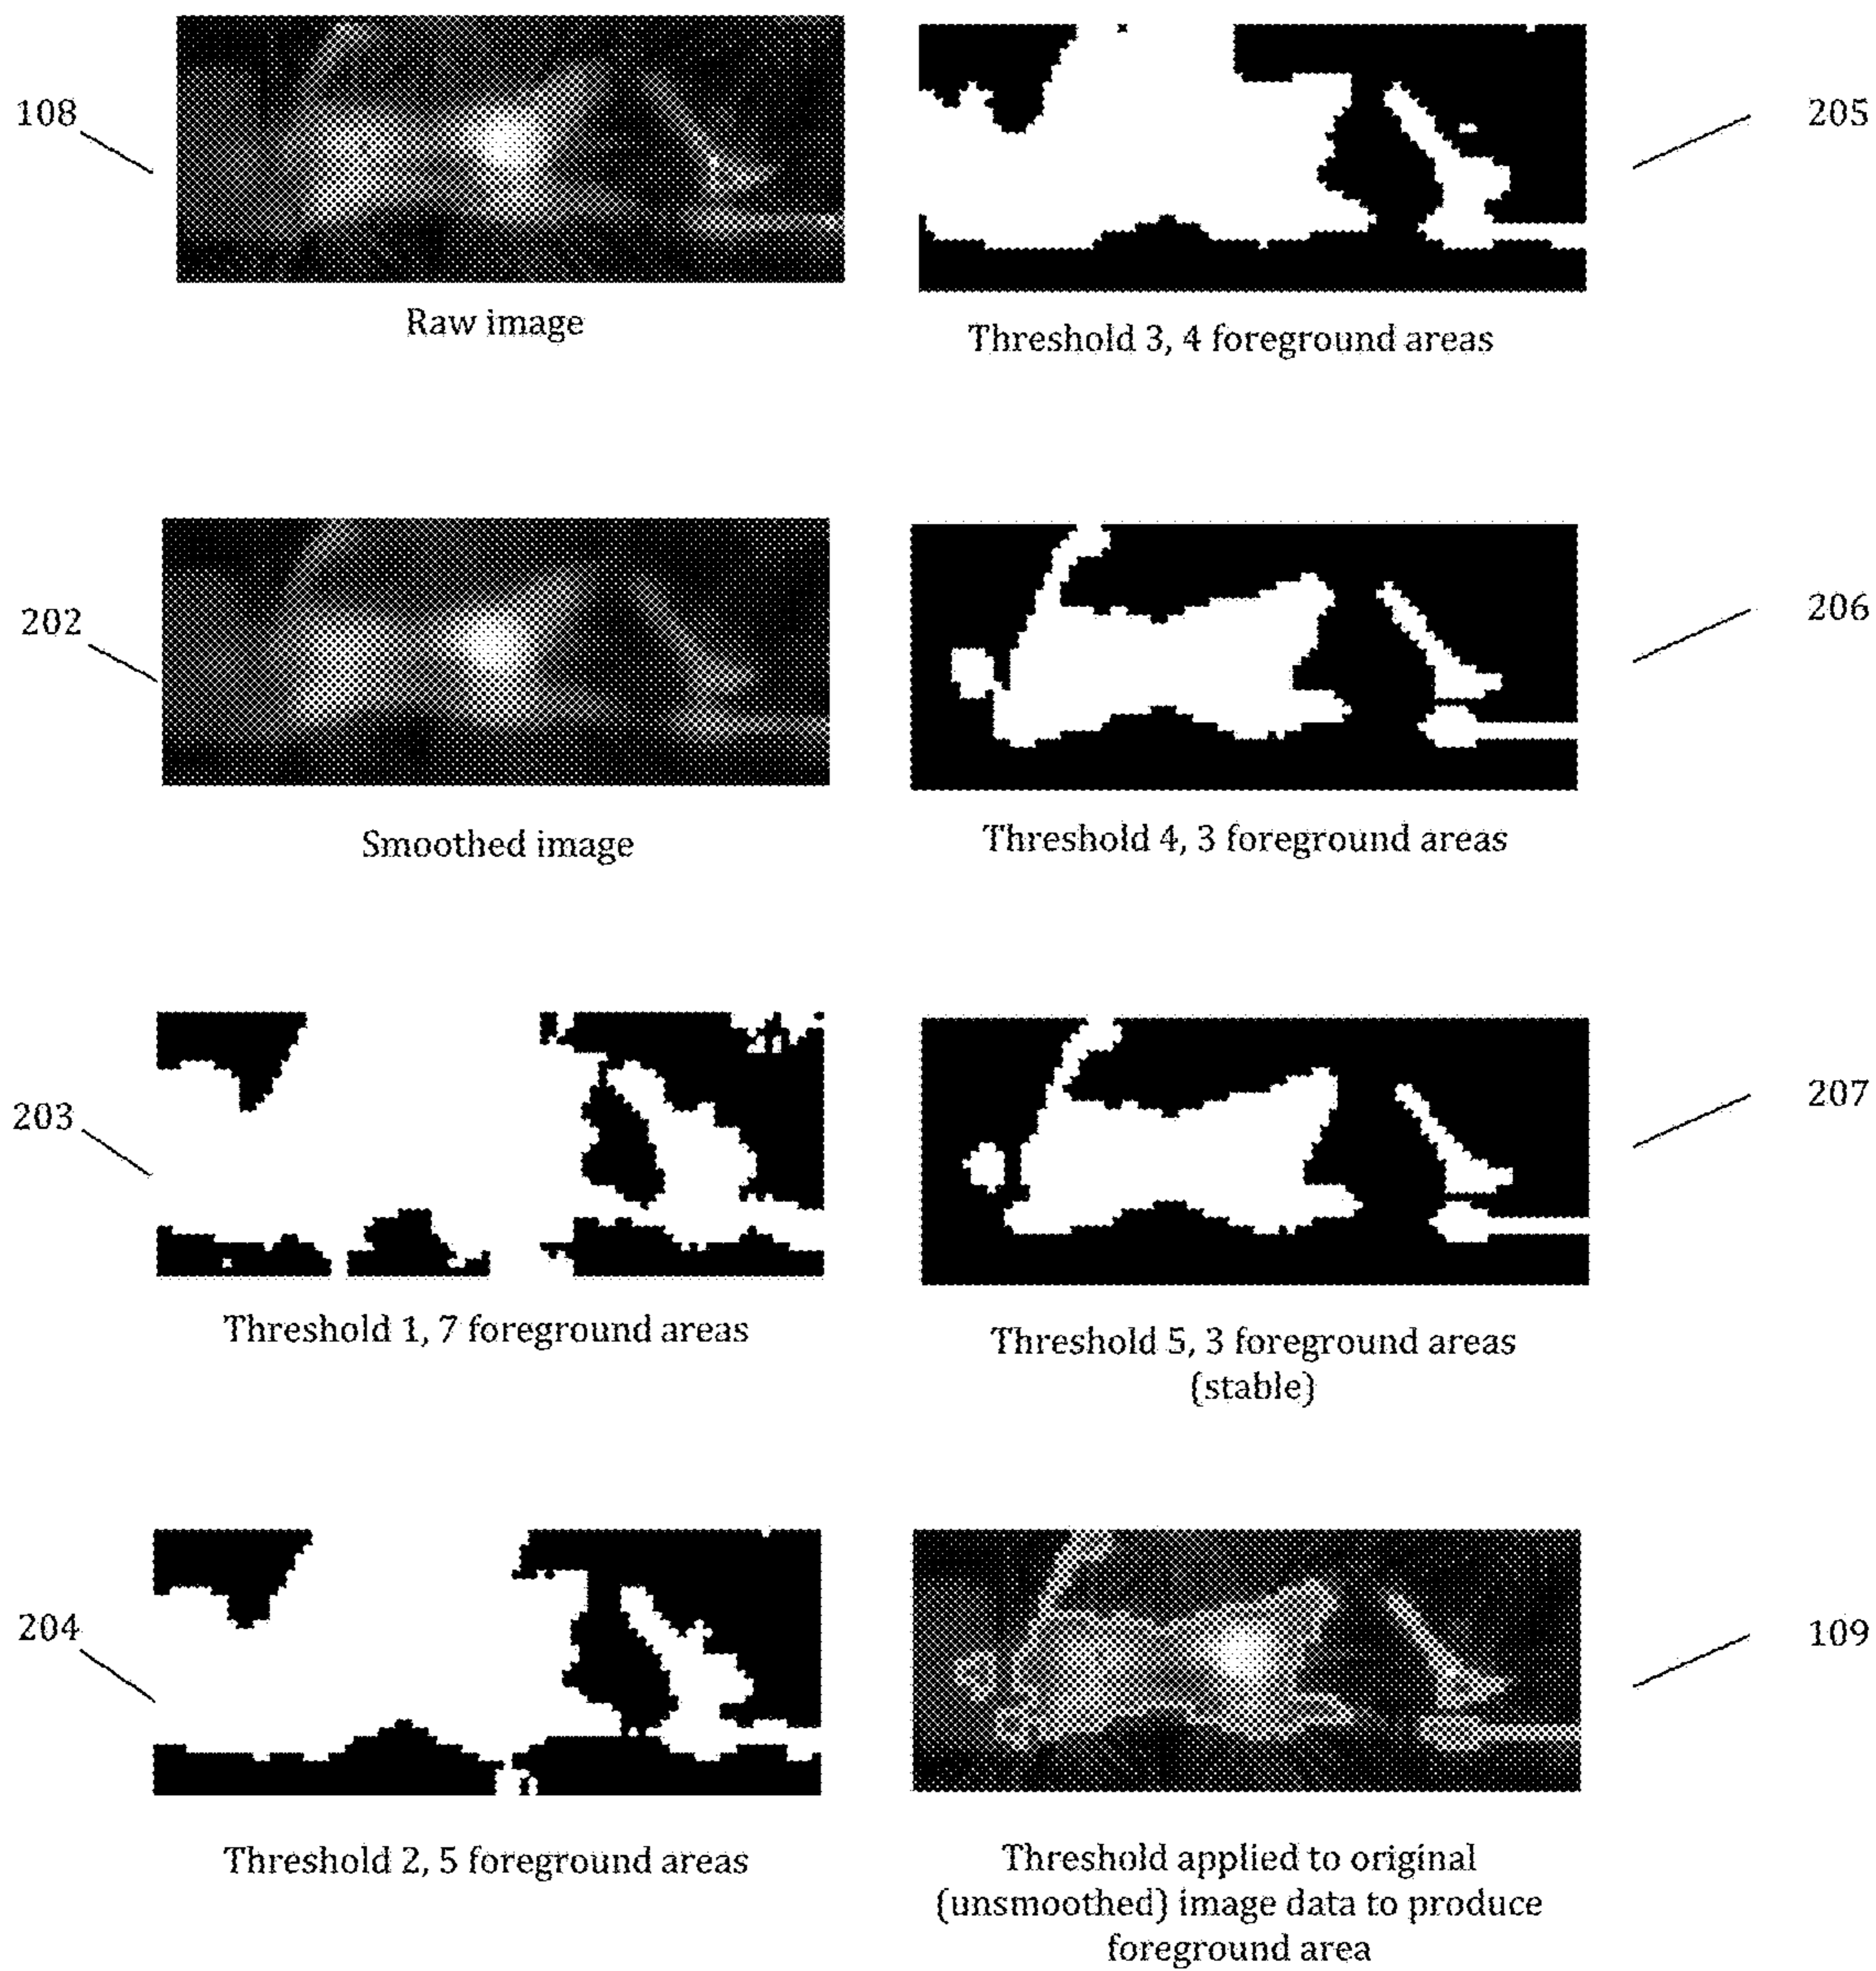 108
Raw image
202
Smoothed image
203
Threshold 1, 7 foreground areas
204
Threshold 2, 5 foreground areas
205
Threshold 3, 4 foreground areas
206
Threshold 4, 3 foreground areas
207
Threshold 5, 3 foreground areas
(stable)
109
Threshold applied to original
(unsmoothed) image data to produce
foreground area